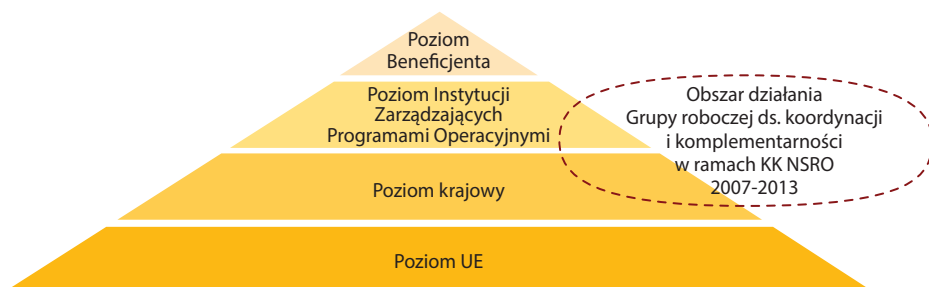 Poziom
Beneficjenta
Poziom Instytucji
Zarządzających
Programami Operacyjnymi
Obszar działania
Grupy roboczej ds. koordynacji
i komplementarności
w ramach KK NSRO
2007-2013
Poziom krajowy
Poziom UE